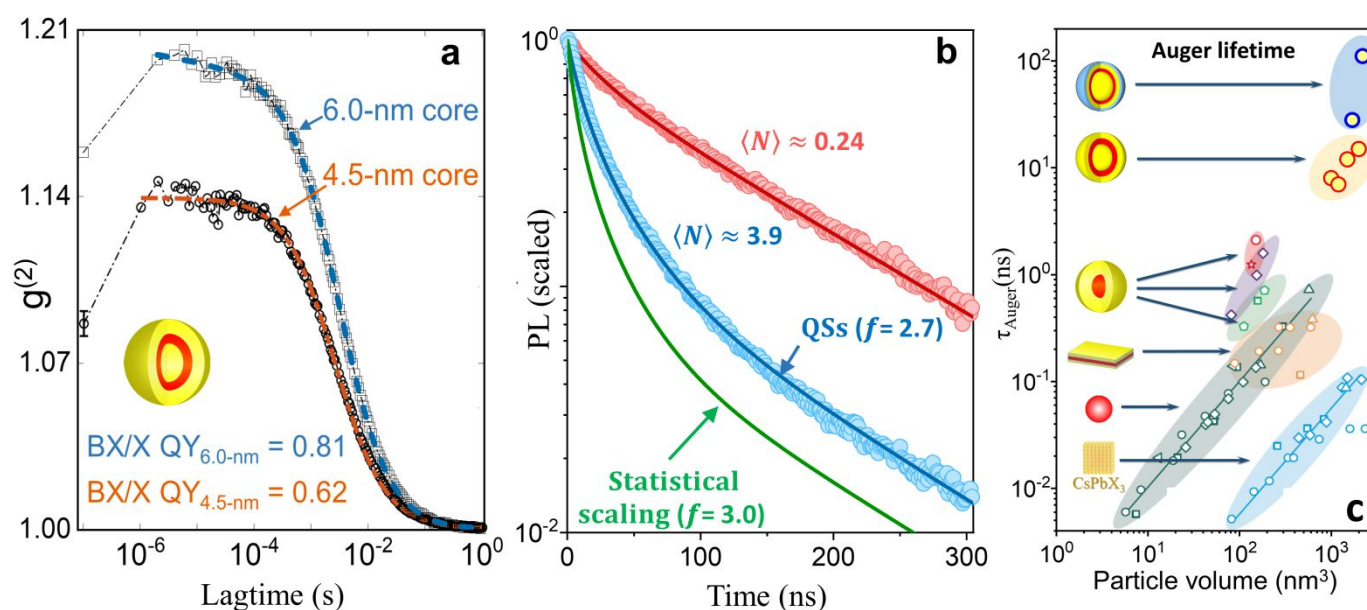 a
1.21
1.14
1.07
1.00
g(2)
6.0-nm core
4.5-nm core
BX/X QY6.0-nm = 0.81
BX/X QY4.5-nm = 0.62
10-6
10-4
10-2
100
Lagtime (s)
b
100
10-2
PL (scaled)
⟨N⟩ ≈ 0.24
⟨N⟩ ≈ 3.9
QSs (f = 2.7)
Statistical
scaling (f = 3.0)
0
100
200
300
Time (ns)
Auger lifetime
102
101
100
10-1
10-2
τAuger(ns)
CsPbX3
c
100
101
102
103
Particle volume (nm3)